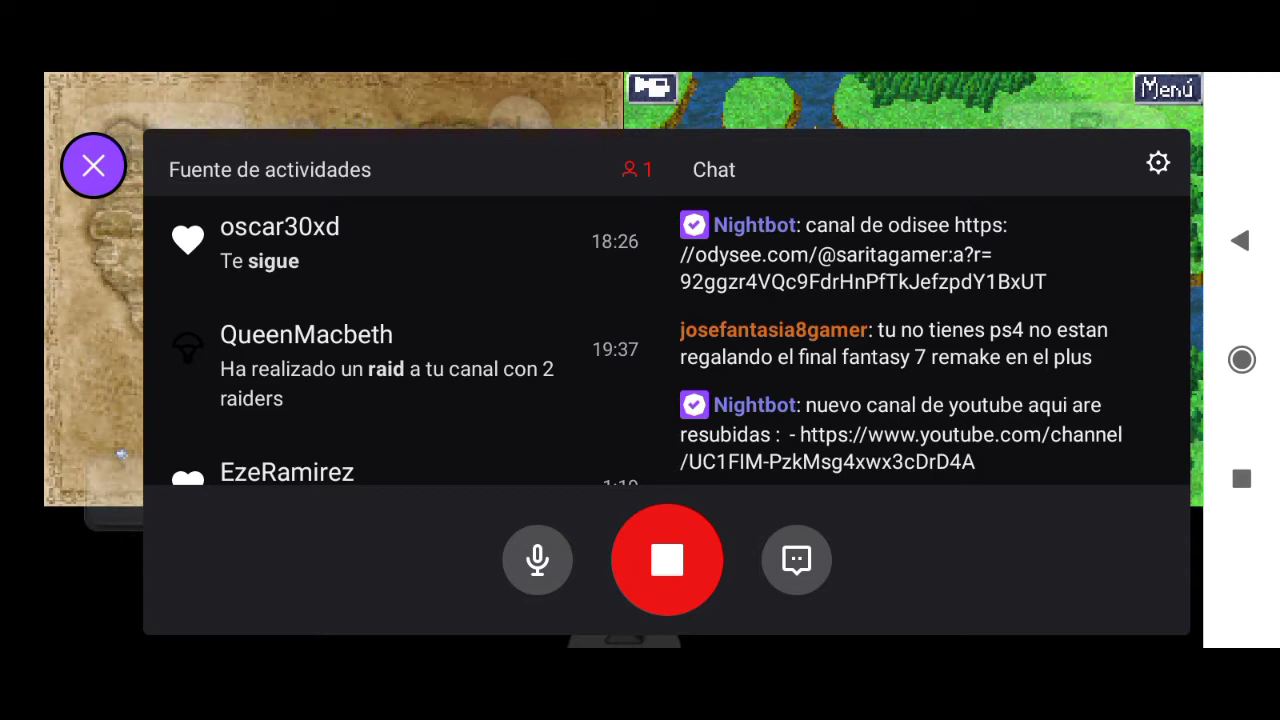 Menú
Fuente de actividades
1
Chat
oscar30xd
Te sigue
18:26
QueenMacbeth
Ha realizado un raid a tu canal con 2
raiders
19:37
EzeRamirez
1:19
Nightbot: canal de odisee https:
//odysee.com/@saritagamer:a?r=
92ggzr4VQc9FdrHnPfTkJefzpdY1BxUT
josefantasia8gamer: tu no tienes ps4 no estan
regalando el final fantasy 7 remake en el plus
Nightbot: nuevo canal de youtube aqui are
resubidas : - https://www.youtube.com/channel
/UC1FIM-PzkMsg4xwx3cDrD4A